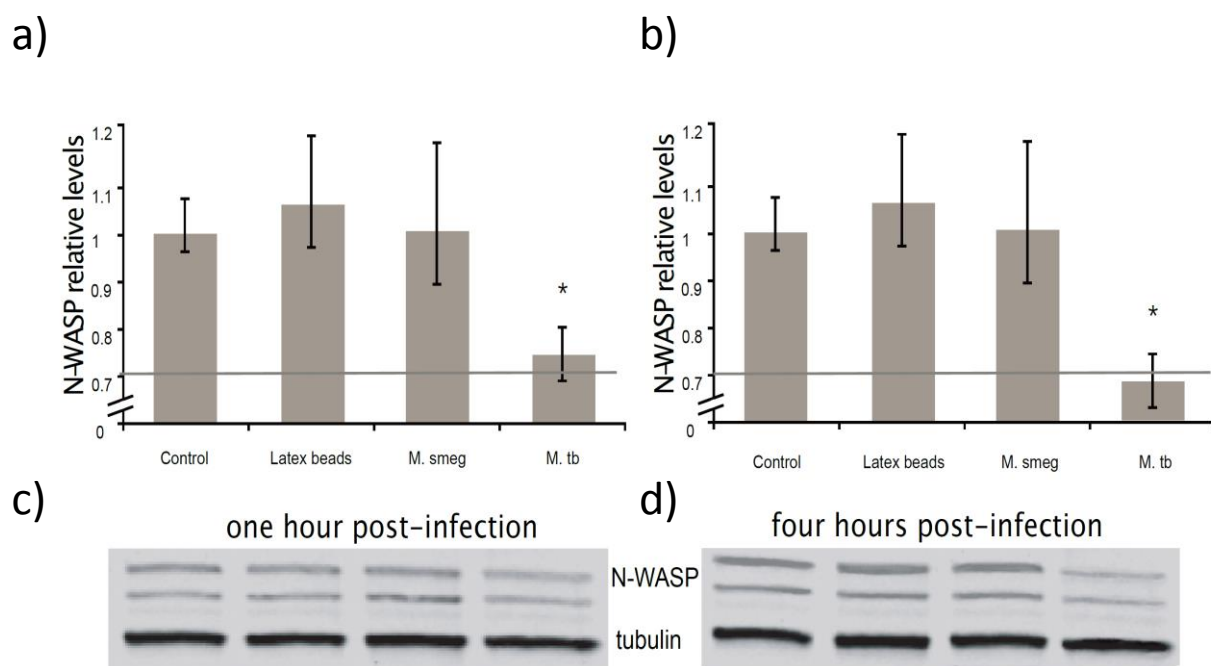 a)
N-WASP relative levels
1.2
1.1
1
0.9
0.8
0.7
0
*
Control Latex beads M. smeg M. tb
b)
N-WASP relative levels
1.2
1.1
1
0.9
0.8
0.7
0
*
Control Latex beads M. smeg M. tb
c)
one hour post-infection
d)
four hours post-infection
N-WASP
tubulin